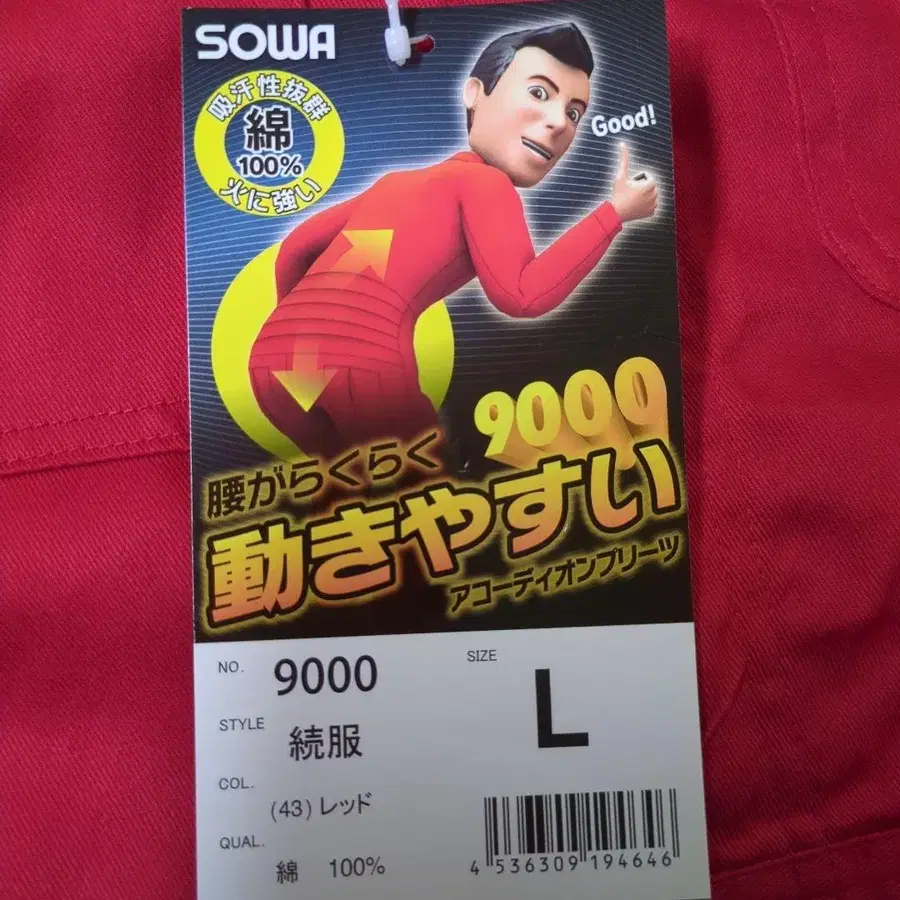 SOWA
吸汗性抜群
綿
100%
火に強い
Good!
9000
腰がらくらく
動きやすい
アコーディオンプリーツ
NO. 9000
SIZE
L
STYLE 続服
COL. (43) レッド
QUAL. 綿 100%
4 536309 194646